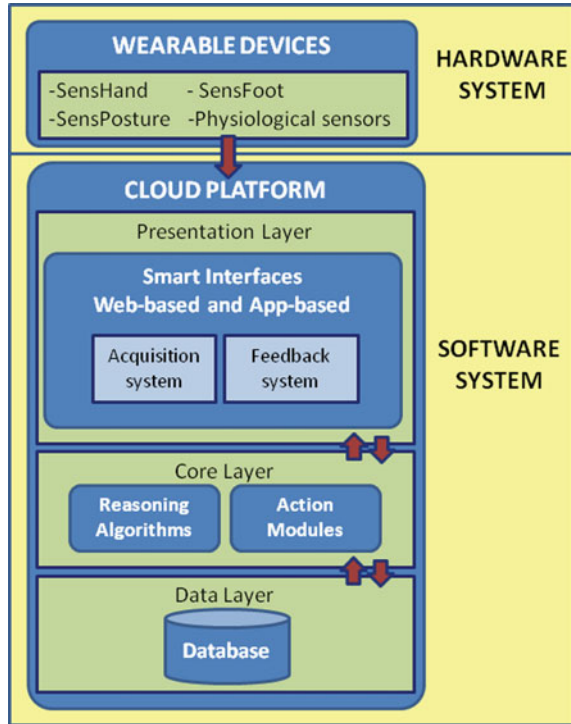 WEARABLE DEVICES
-SensHand - SensFoot
-SensPosture -Physiological sensors
HARDWARE
SYSTEM
CLOUD PLATFORM
Presentation Layer
Smart Interfaces
Web-based and App-based
Acquisition
system
Feedback
system
SOFTWARE
SYSTEM
Core Layer
Reasoning
Algorithms
Action
Modules
Data Layer
Database